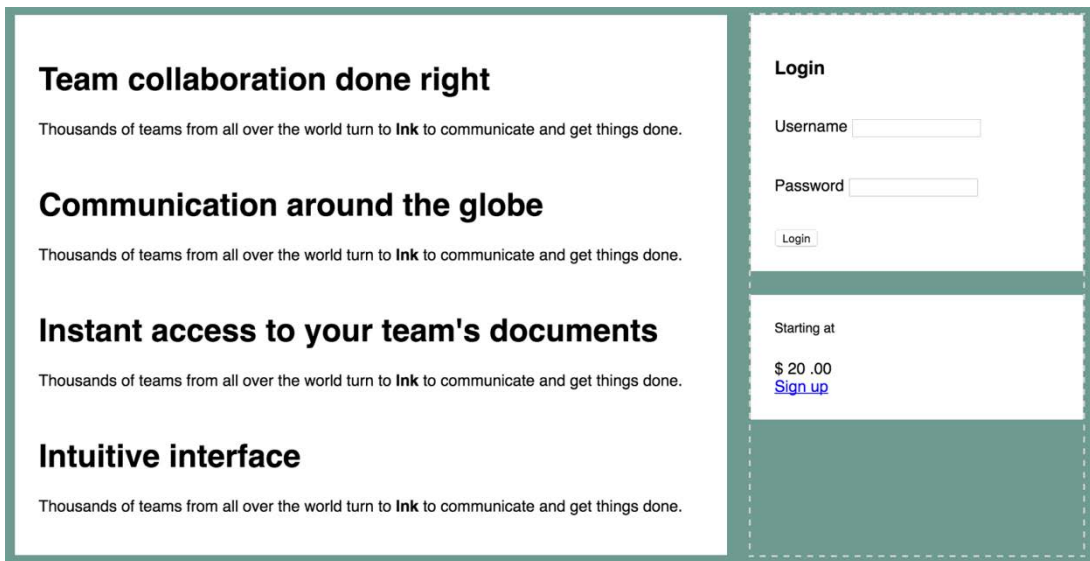 Team collaboration done right
Thousands of teams from all over the world turn to Ink to communicate and get things done.
Communication around the globe
Thousands of teams from all over the world turn to Ink to communicate and get things done.
Instant access to your team's documents
Thousands of teams from all over the world turn to Ink to communicate and get things done.
Intuitive interface
Thousands of teams from all over the world turn to Ink to communicate and get things done.
Login
Username
Password
Login
Starting at
$ 20 .00
Sign up